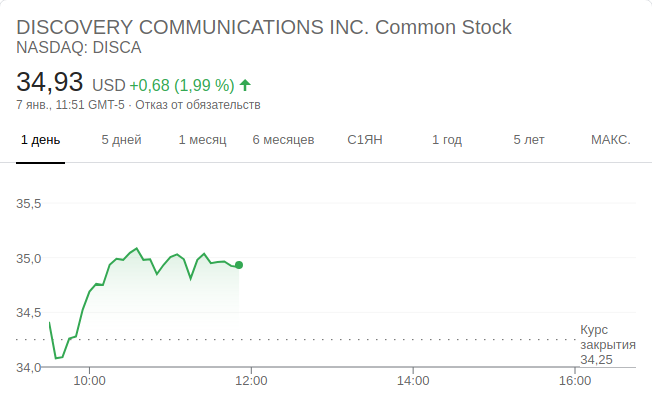 DISCOVERY COMMUNICATIONS INC. Common Stock
NASDAQ: DISCA
34,93 USD +0,68 (1,99 %)
7 янв., 11:51 GMT-5 · Отказ от обязательств
1 день 5 дней 1 месяц 6 месяцев С1ЯН 1 год 5 лет МАКС.
35,5
35,0
34,5
Курс
закрытия
34,25
34,0
10:00 12:00 14:00 16:00